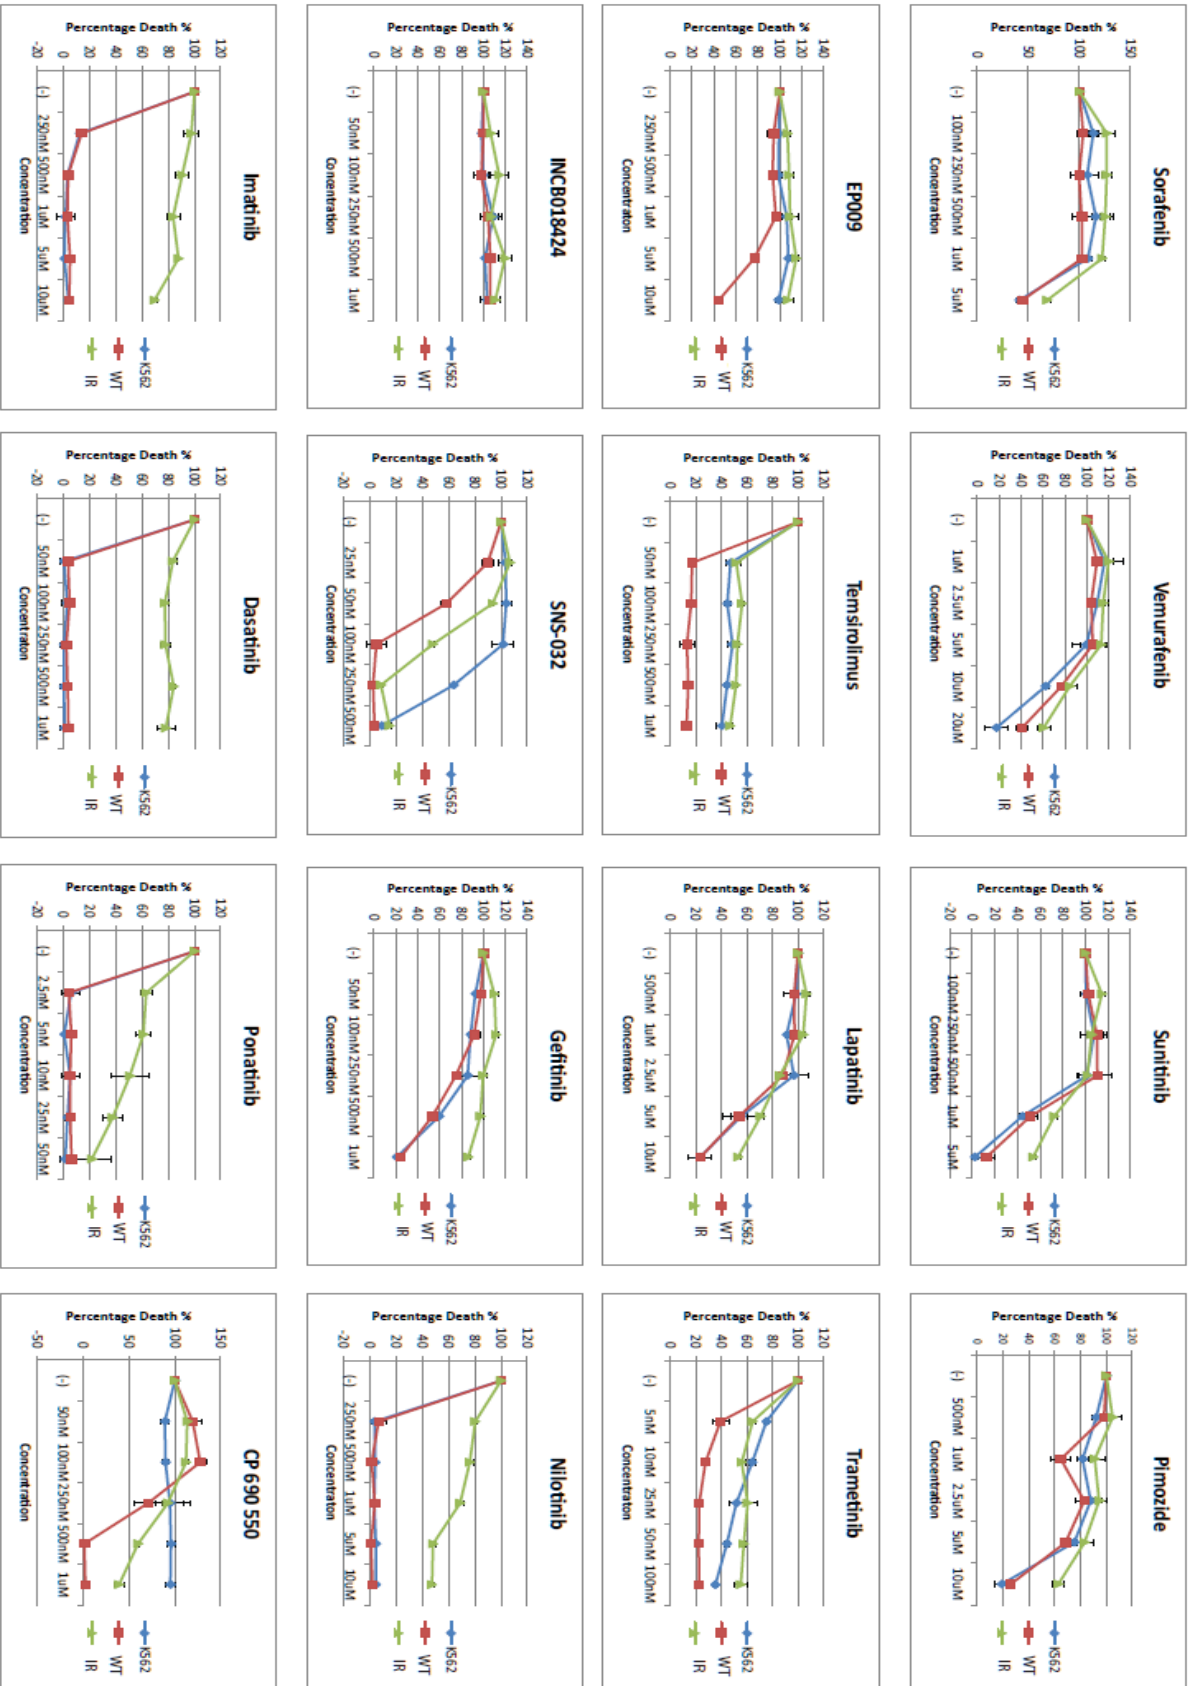 Sorafenib
Percentage Death %
150
100
50
0
(-) 100nM 250nM 500nM 1uM 5uM
Concentration
K562
WT
IR
Vemurafenib
Percentage Death %
140
120
100
80
60
40
20
0
(-) 1uM 2.5uM 5uM 10uM 20uM
Concentration
K562
WT
IR
Sunitinib
Percentage Death %
140
120
100
80
60
40
20
0
-20
(-) 100nM 250nM 500nM 1uM 5uM
Concentration
K562
WT
IR
Pimozide
Percentage Death %
120
100
80
60
40
20
0
(-) 500nM 1uM 2.5uM 5uM 10uM
Concentration
K562
WT
IR
EP009
Percentage Death %
140
120
100
80
60
40
20
0
(-) 250nM 500nM 1uM 5uM 10uM
Concentration
K562
WT
IR
Temsirolimus
Percentage Death %
120
100
80
60
40
20
0
(-) 50nM 100nM 250nM 500nM 1uM
Concentration
K562
WT
IR
Lapatinib
Percentage Death %
120
100
80
60
40
20
0
(-) 500nM 1uM 2.5uM 5uM 10uM
Concentration
K562
WT
IR
Trametinib
Percentage Death %
120
100
80
60
40
20
0
(-) 5nM 10nM 25nM 50nM 100nM
Concentraton
K562
WT
IR
INCB018424
Percentage Death %
140
120
100
80
60
40
20
0
(-) 50nM 100nM 250nM 500nM 1uM
Concentration
K562
WT
IR
SNS-032
Percentage Death %
120
100
80
60
40
20
0
-20
(-) 25nM 50nM 100nM 250nM 500nM
Concentration
K562
WT
IR
Gefitinib
Percentage Death %
140
120
100
80
60
40
20
0
(-) 50nM 100nM 250nM 500nM 1uM
Concentration
K562
WT
IR
Nilotinib
Percentage Death %
120
100
80
60
40
20
0
-20
(-) 250nM 500nM 1uM 5uM 10uM
Concentration
K562
WT
IR
Imatinib
Percentage Death %
120
100
80
60
40
20
0
-20
(-) 250nM 500nM 1uM 5uM 10uM
Concentration
K562
WT
IR
Dasatinib
Percentage Death %
120
100
80
60
40
20
0
-20
(-) 50nM 100nM 250nM 500nM 1uM
Concentraton
K562
WT
IR
Ponatinib
Percentage Death %
120
100
80
60
40
20
0
-20
(-) 2.5nM 5nM 10nM 25nM 50nM
Concentration
K562
WT
IR
CP 690 550
Percentage Death %
150
100
50
0
-50
(-) 50nM 100nM 250nM 500nM 1uM
Concentration
K562
WT
IR